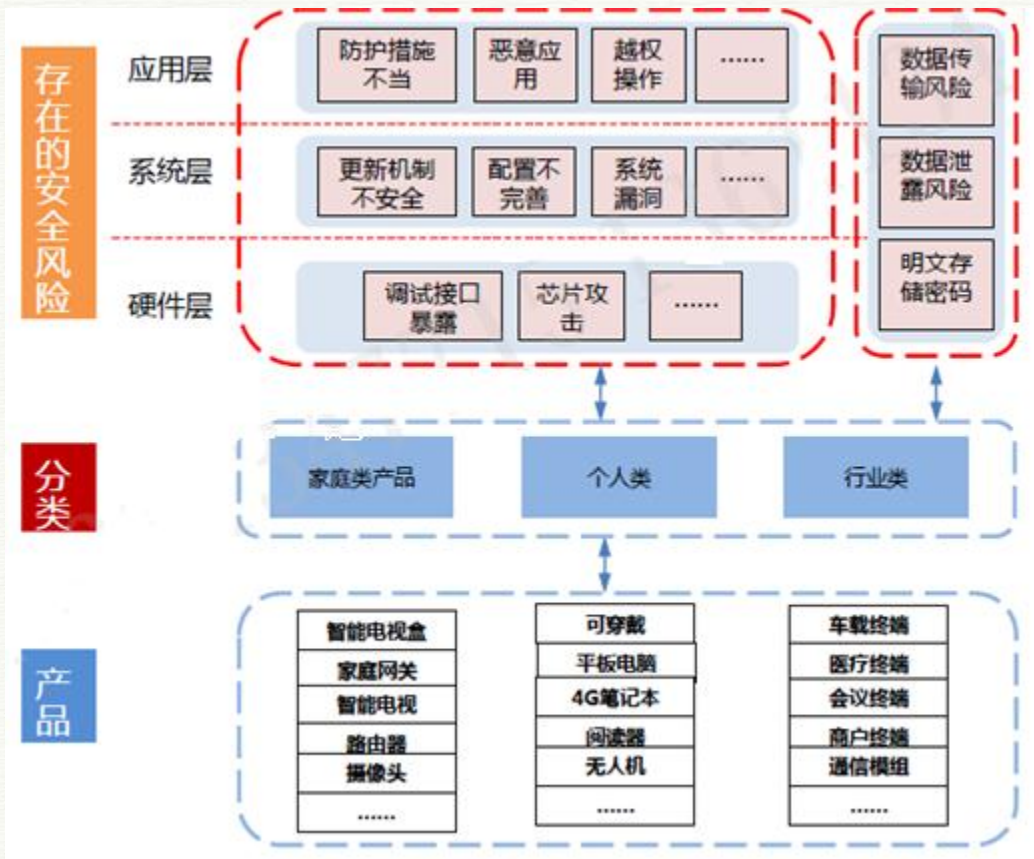 存在的安全风险
应用层
防护措施
不当
恶意应
用
越权
操作
......
数据传
输风险
系统层
更新机制
不安全
配置不
完善
系统
漏洞
......
数据泄
露风险
硬件层
调试接口
暴露
芯片攻
击
......
明文存
储密码
分类
家庭类产品
个人类
行业类
产品
智能电视盒
家庭网关
智能电视
路由器
摄像头
......
可穿戴
平板电脑
4G笔记本
阅读器
无人机
......
车载终端
医疗终端
会议终端
商户终端
通信模组
......